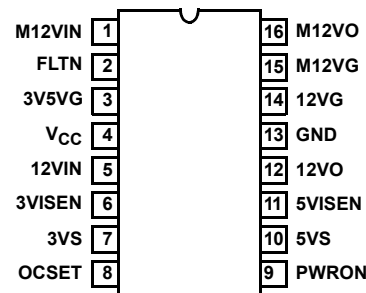 M12VIN 1 16 M12VO
FLTN 2 15 M12VG
3V5VG 3 14 12VG
VCC 4 13 GND
12VIN 5 12 12VO
3VISEN 6 11 5VISEN
3VS 7 10 5VS
OCSET 8 9 PWRON